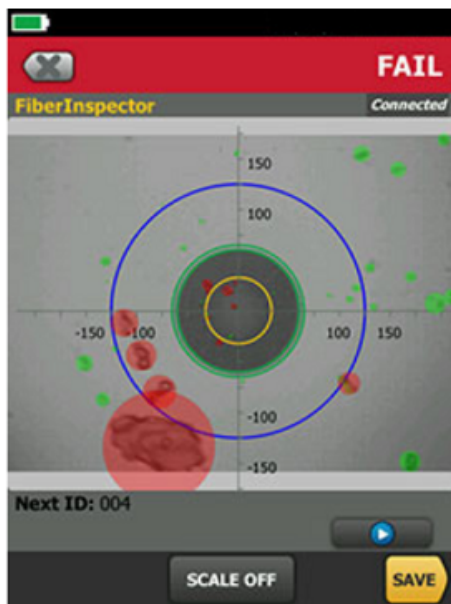 FAIL
FiberInspector Connected
150
100
-150 -100 100 150
-100
-150
Next ID: 004
SCALE OFF SAVE